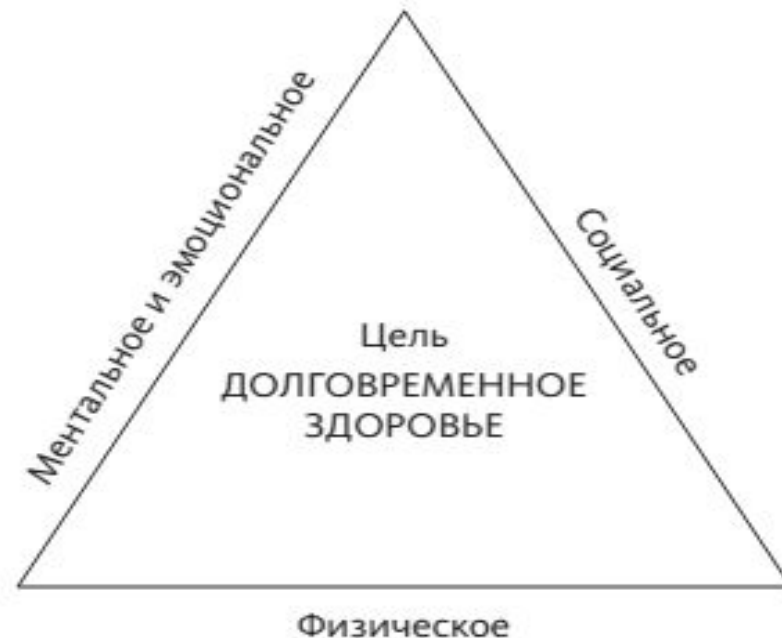 Ментальное и эмоциональное
Социальное
Цель
ДОЛГОВРЕМЕННОЕ
ЗДОРОВЬЕ
Физическое